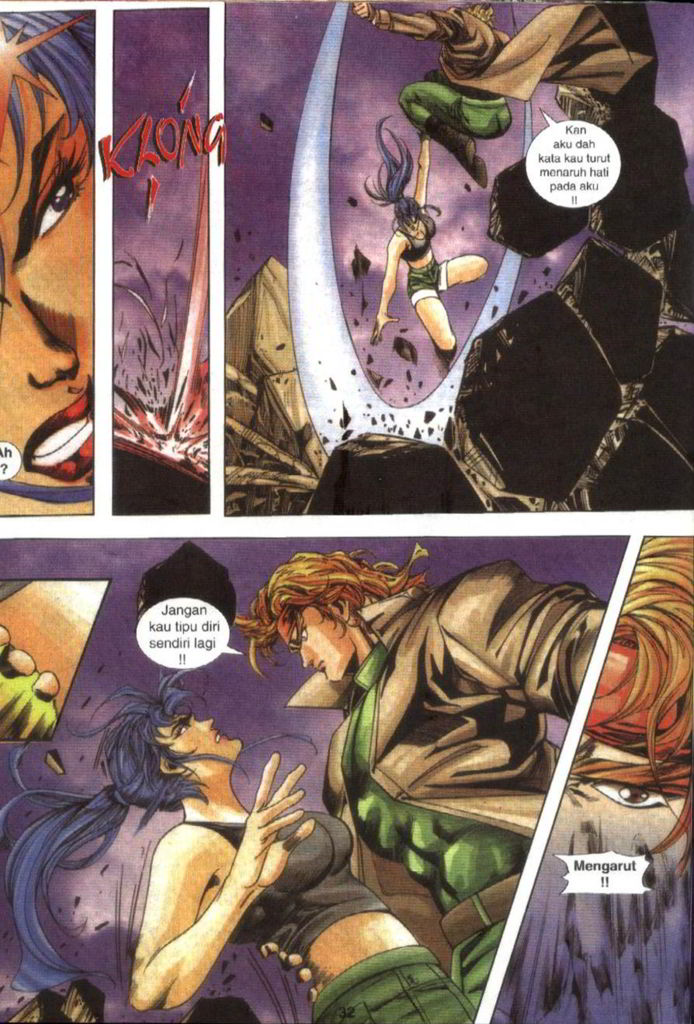 Ah
?
KLONG
!
Kan
aku dah
kata kau turut
menaruh hati
pada aku
!!
Jangan
kau tipu diri
sendiri lagi
!!
Mengarut
!!
32